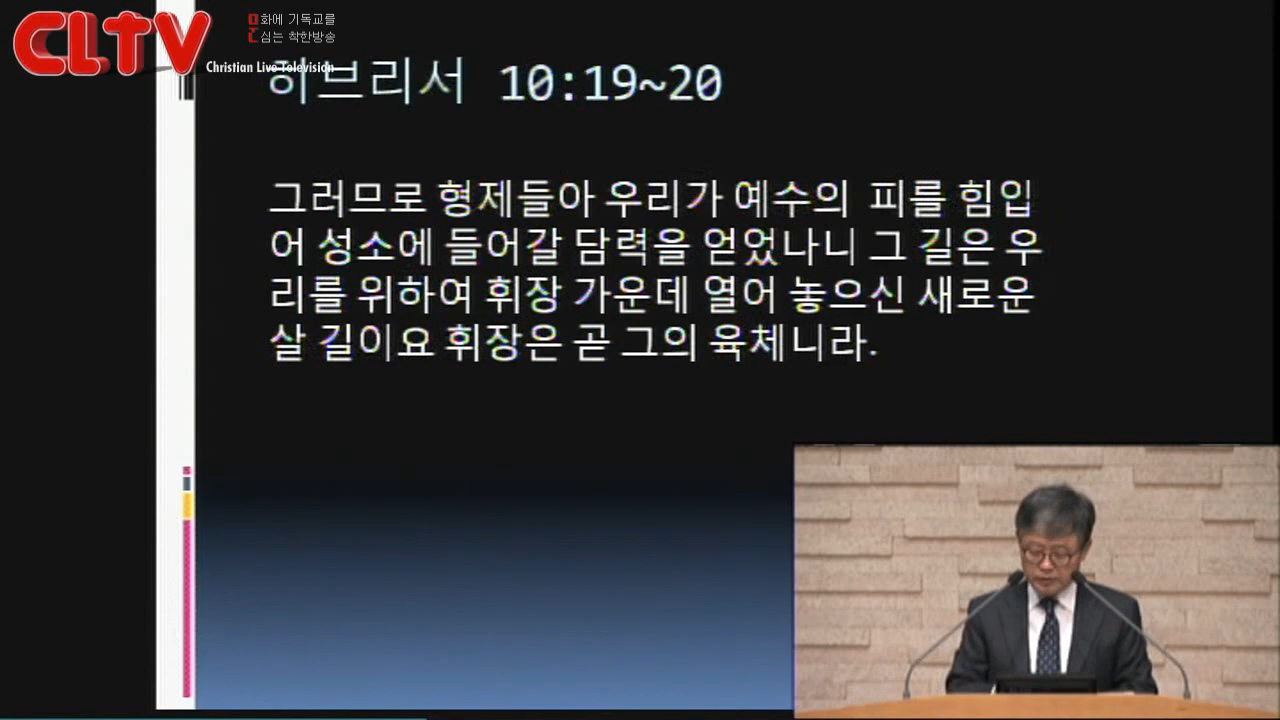 CLTV
문화에 기독교를
심는 착한방송
Christian Live Television
히브리서 10:19~20
그러므로 형제들아 우리가 예수의 피를 힘입
어 성소에 들어갈 담력을 얻었나니 그 길은 우
리를 위하여 휘장 가운데 열어 놓으신 새로운
살 길이요 휘장은 곧 그의 육체니라.